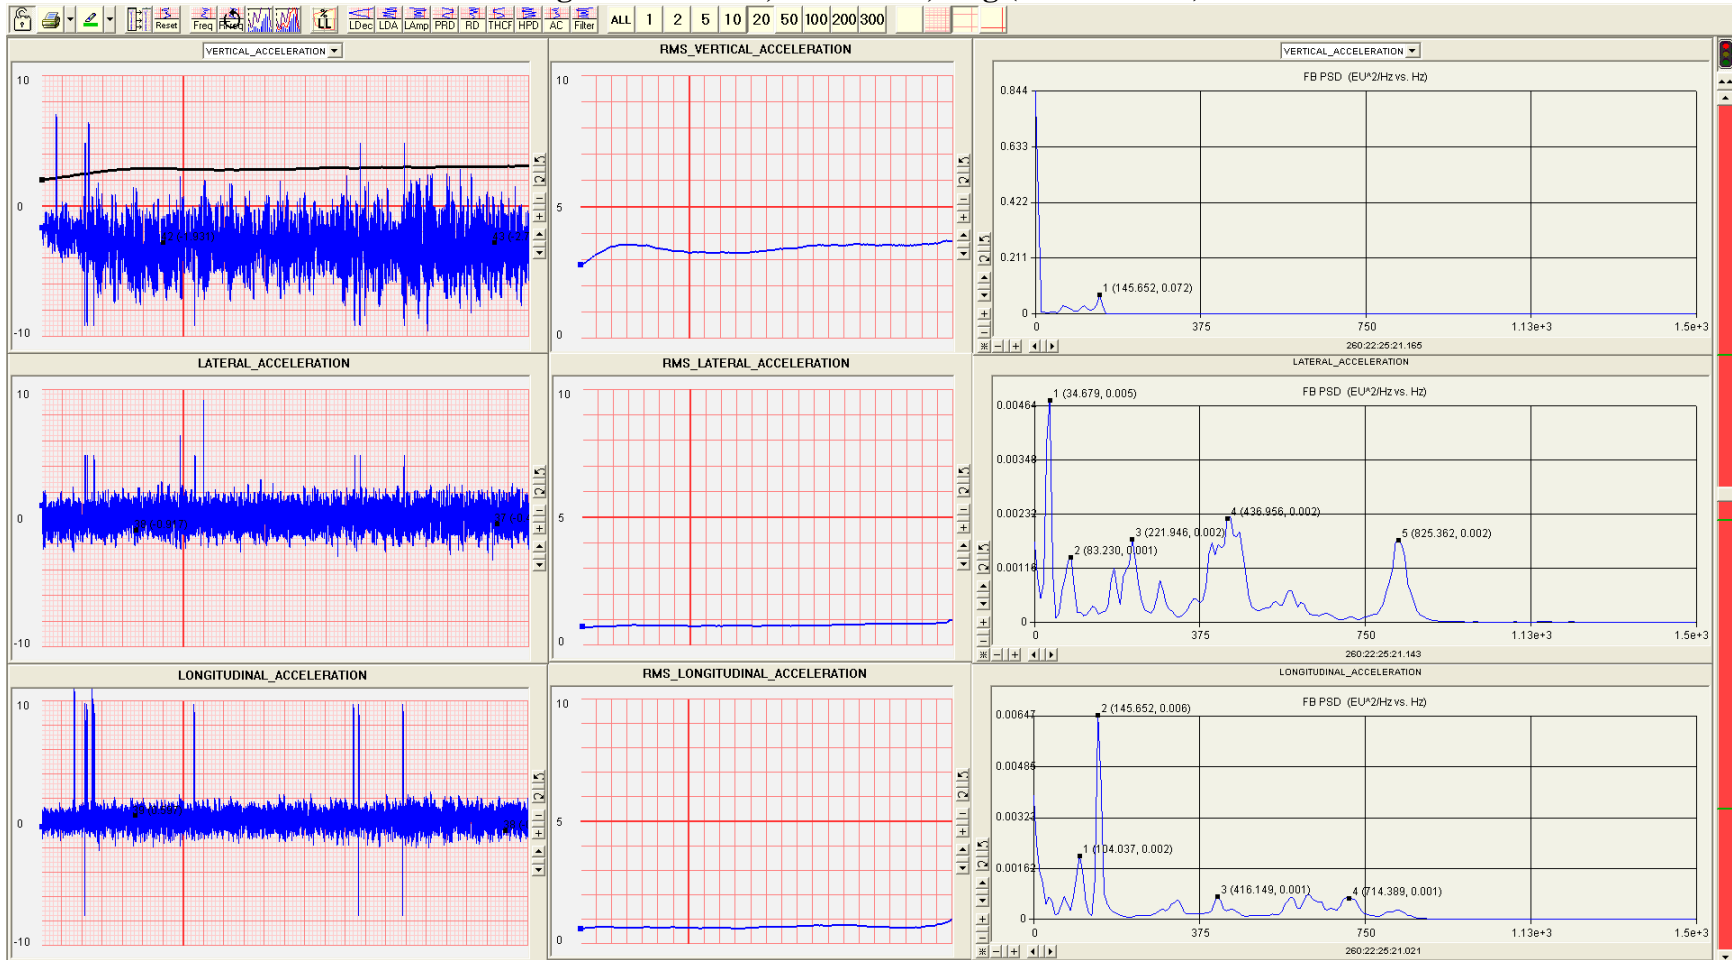 Reset Freq LDec LDA LAmp PRD RD THCF HPD AC Filter ALL 1 2 5 10 20 50 100 200 300
VERTICAL_ACCELERATION
10
0
-10
RMS_VERTICAL_ACCELERATION
10
5
0
VERTICAL_ACCELERATION
FB PSD (EU^2/Hz vs. Hz)
0.844
0.633
0.422
0.211
0
1 (145.652, 0.072)
0 375 750 1.13e+3 1.5e+3
260:22:25:21.165
LATERAL_ACCELERATION
10
0
-10
RMS_LATERAL_ACCELERATION
10
5
0
LATERAL_ACCELERATION
FB PSD (EU^2/Hz vs. Hz)
0.00464
0.00348
0.00232
0.00116
0
1 (34.679, 0.005)
2 (83.230, 0.001)
3 (221.946, 0.002)
4 (436.956, 0.002)
5 (825.362, 0.002)
0 375 750 1.13e+3 1.5e+3
260:22:25:21.143
LONGITUDINAL_ACCELERATION
10
0
-10
RMS_LONGITUDINAL_ACCELERATION
10
5
0
LONGITUDINAL_ACCELERATION
FB PSD (EU^2/Hz vs. Hz)
0.00647
0.00485
0.00323
0.00162
0
1 (104.037, 0.002)
2 (145.652, 0.006)
3 (416.149, 0.001)
4 (714.389, 0.001)
0 375 750 1.13e+3 1.5e+3
260:22:25:21.021